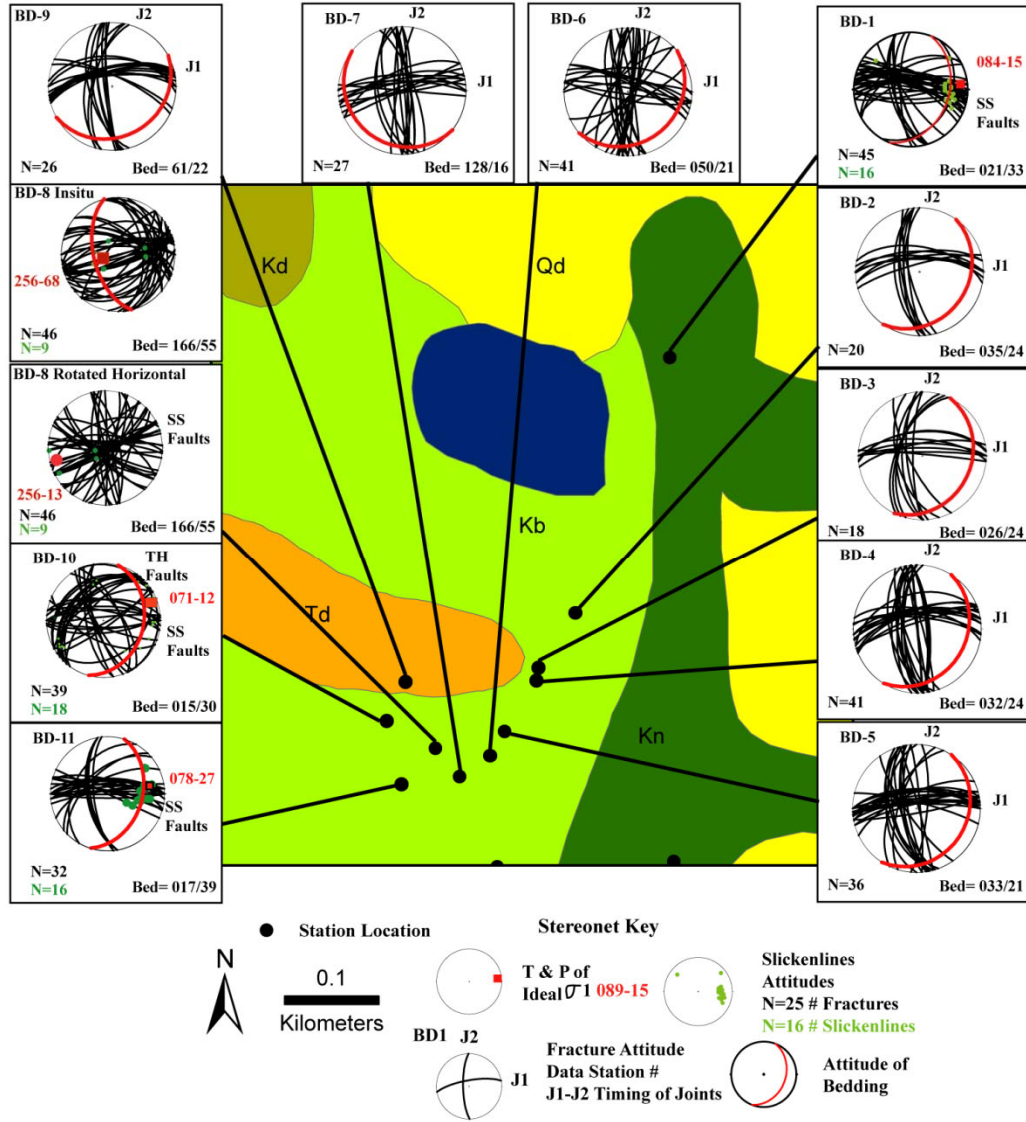 BD-9
J2
J1
N=26
Bed= 61/22
BD-7
J2
J1
N=27
Bed= 128/16
BD-6
J2
J1
N=41
Bed= 050/21
BD-1
084-15
SS
Faults
N=45
N=16
Bed= 021/33
BD-8 Insitu
256-68
N=46
N=9
Bed= 166/55
BD-2
J2
J1
N=20
Bed= 035/24
BD-8 Rotated Horizontal
SS
Faults
256-13
N=46
N=9
Bed= 166/55
BD-3
J2
J1
N=18
Bed= 026/24
BD-10
TH
Faults
071-12
SS
Faults
N=39
N=18
Bed= 015/30
BD-4
J2
J1
N=41
Bed= 032/24
BD-11
078-27
SS
Faults
N=32
N=16
Bed= 017/39
BD-5
J2
J1
N=36
Bed= 033/21
Kd
Qd
Kb
Td
Kn
Station Location
Stereonet Key
N
0.1
Kilometers
T & P of
Ideal σ1 089-15
Slickenlines
Attitudes
N=25 # Fractures
N=16 # Slickenlines
BD1
J2
J1
Fracture Attitude
Data Station #
J1-J2 Timing of Joints
Attitude of
Bedding